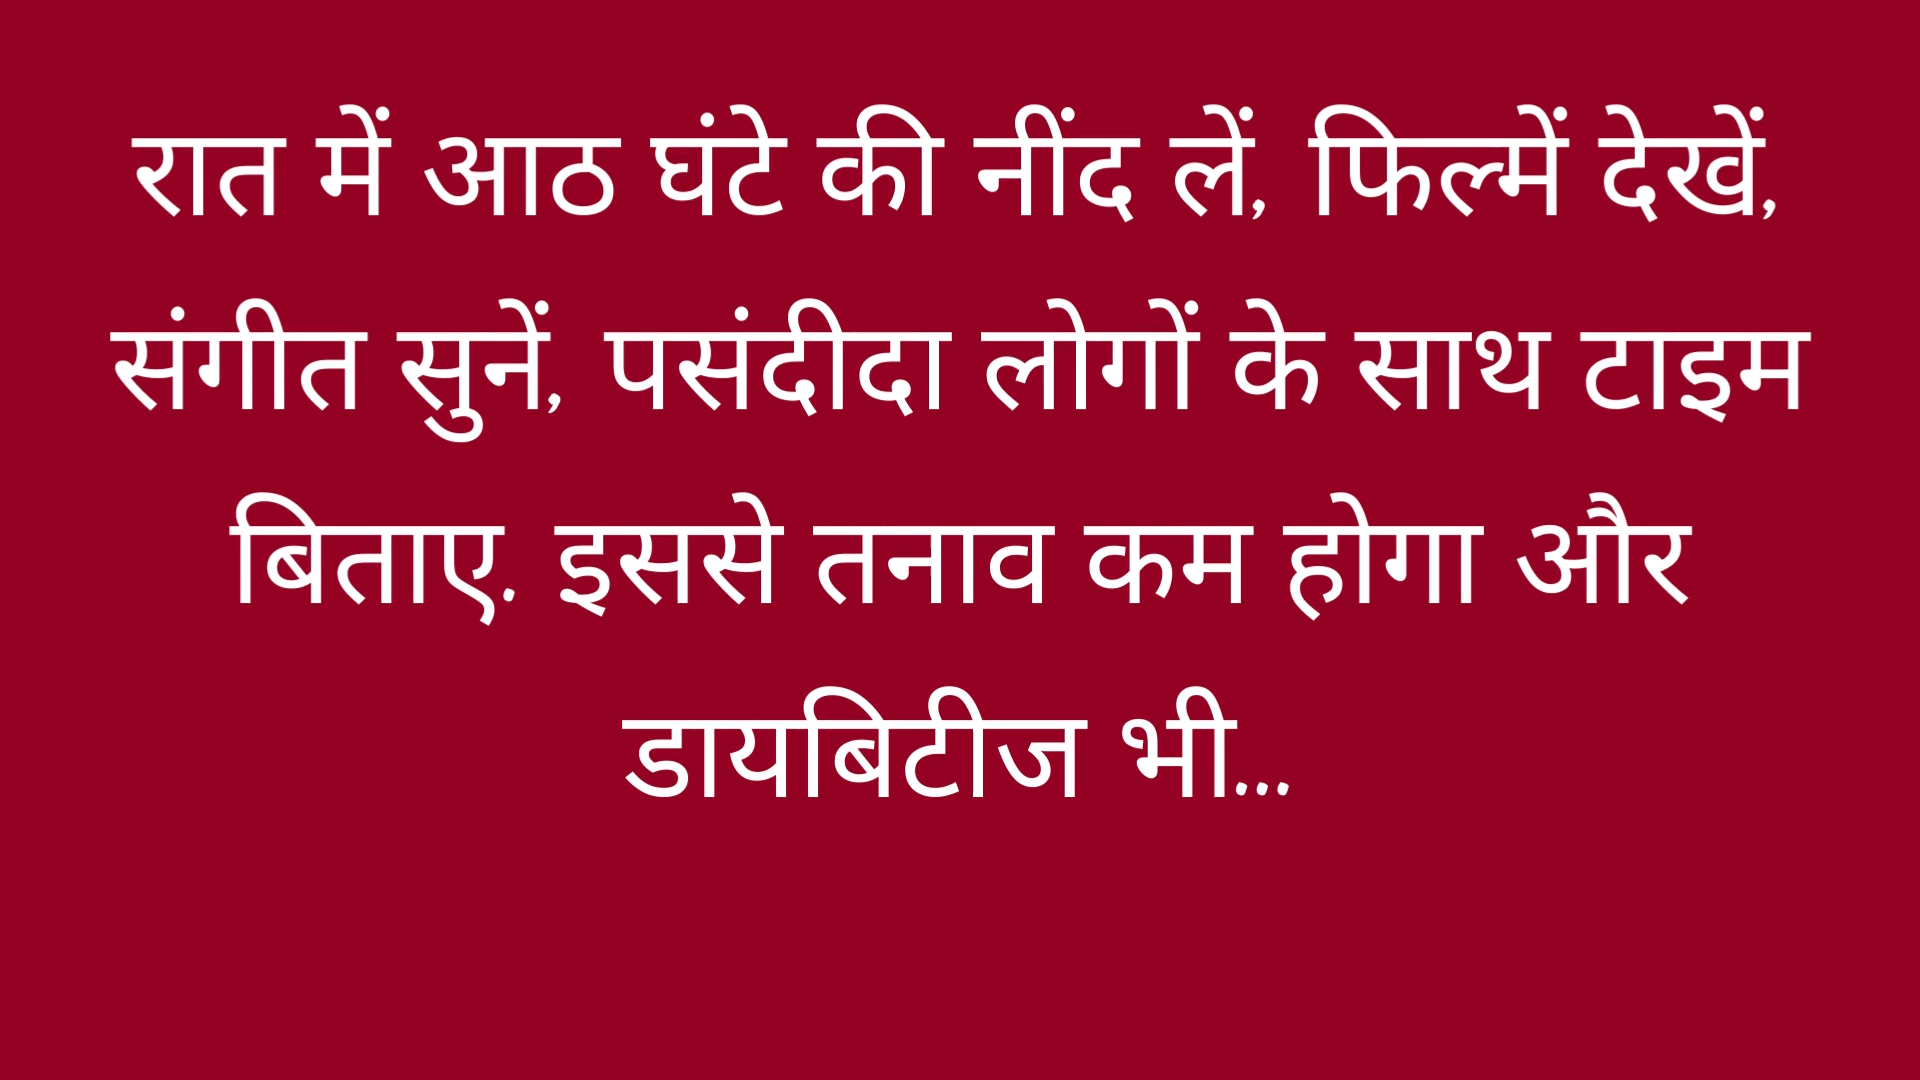 रात में आठ घंटे की नींद लें, फिल्में देखें,
संगीत सुनें, पसंदीदा लोगों के साथ टाइम
बिताए. इससे तनाव कम होगा और
डायबिटीज भी...